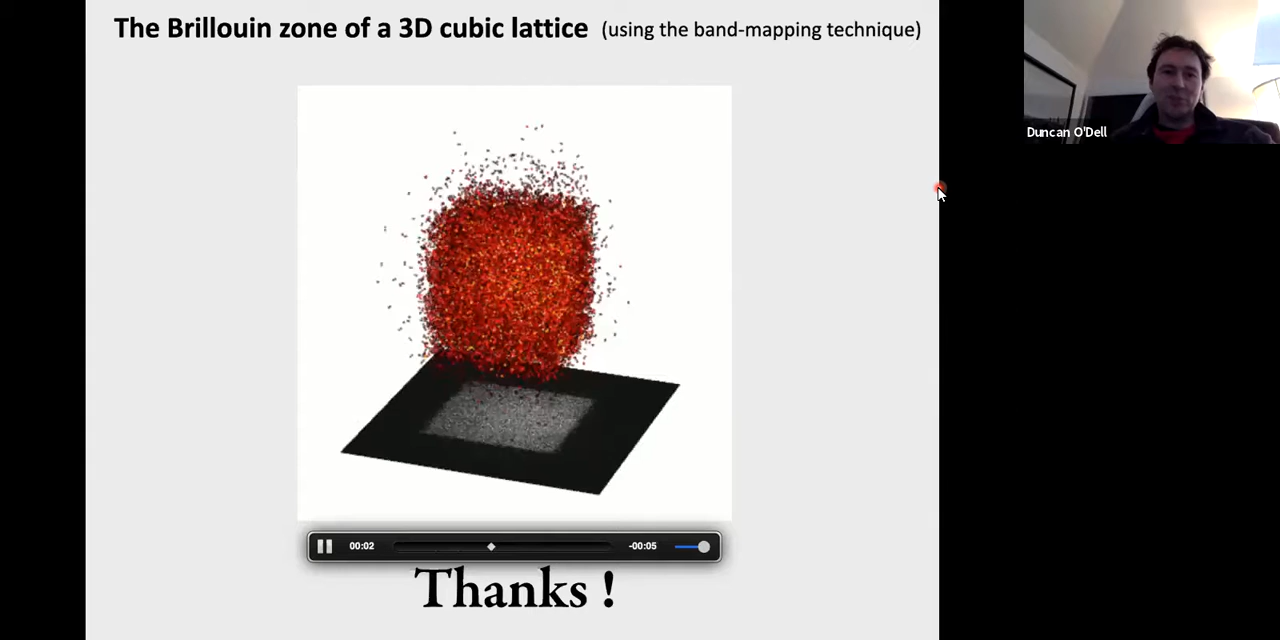 The Brillouin zone of a 3D cubic lattice (using the band-mapping technique)
Duncan O'Dell
00:02 -00:05
Thanks !